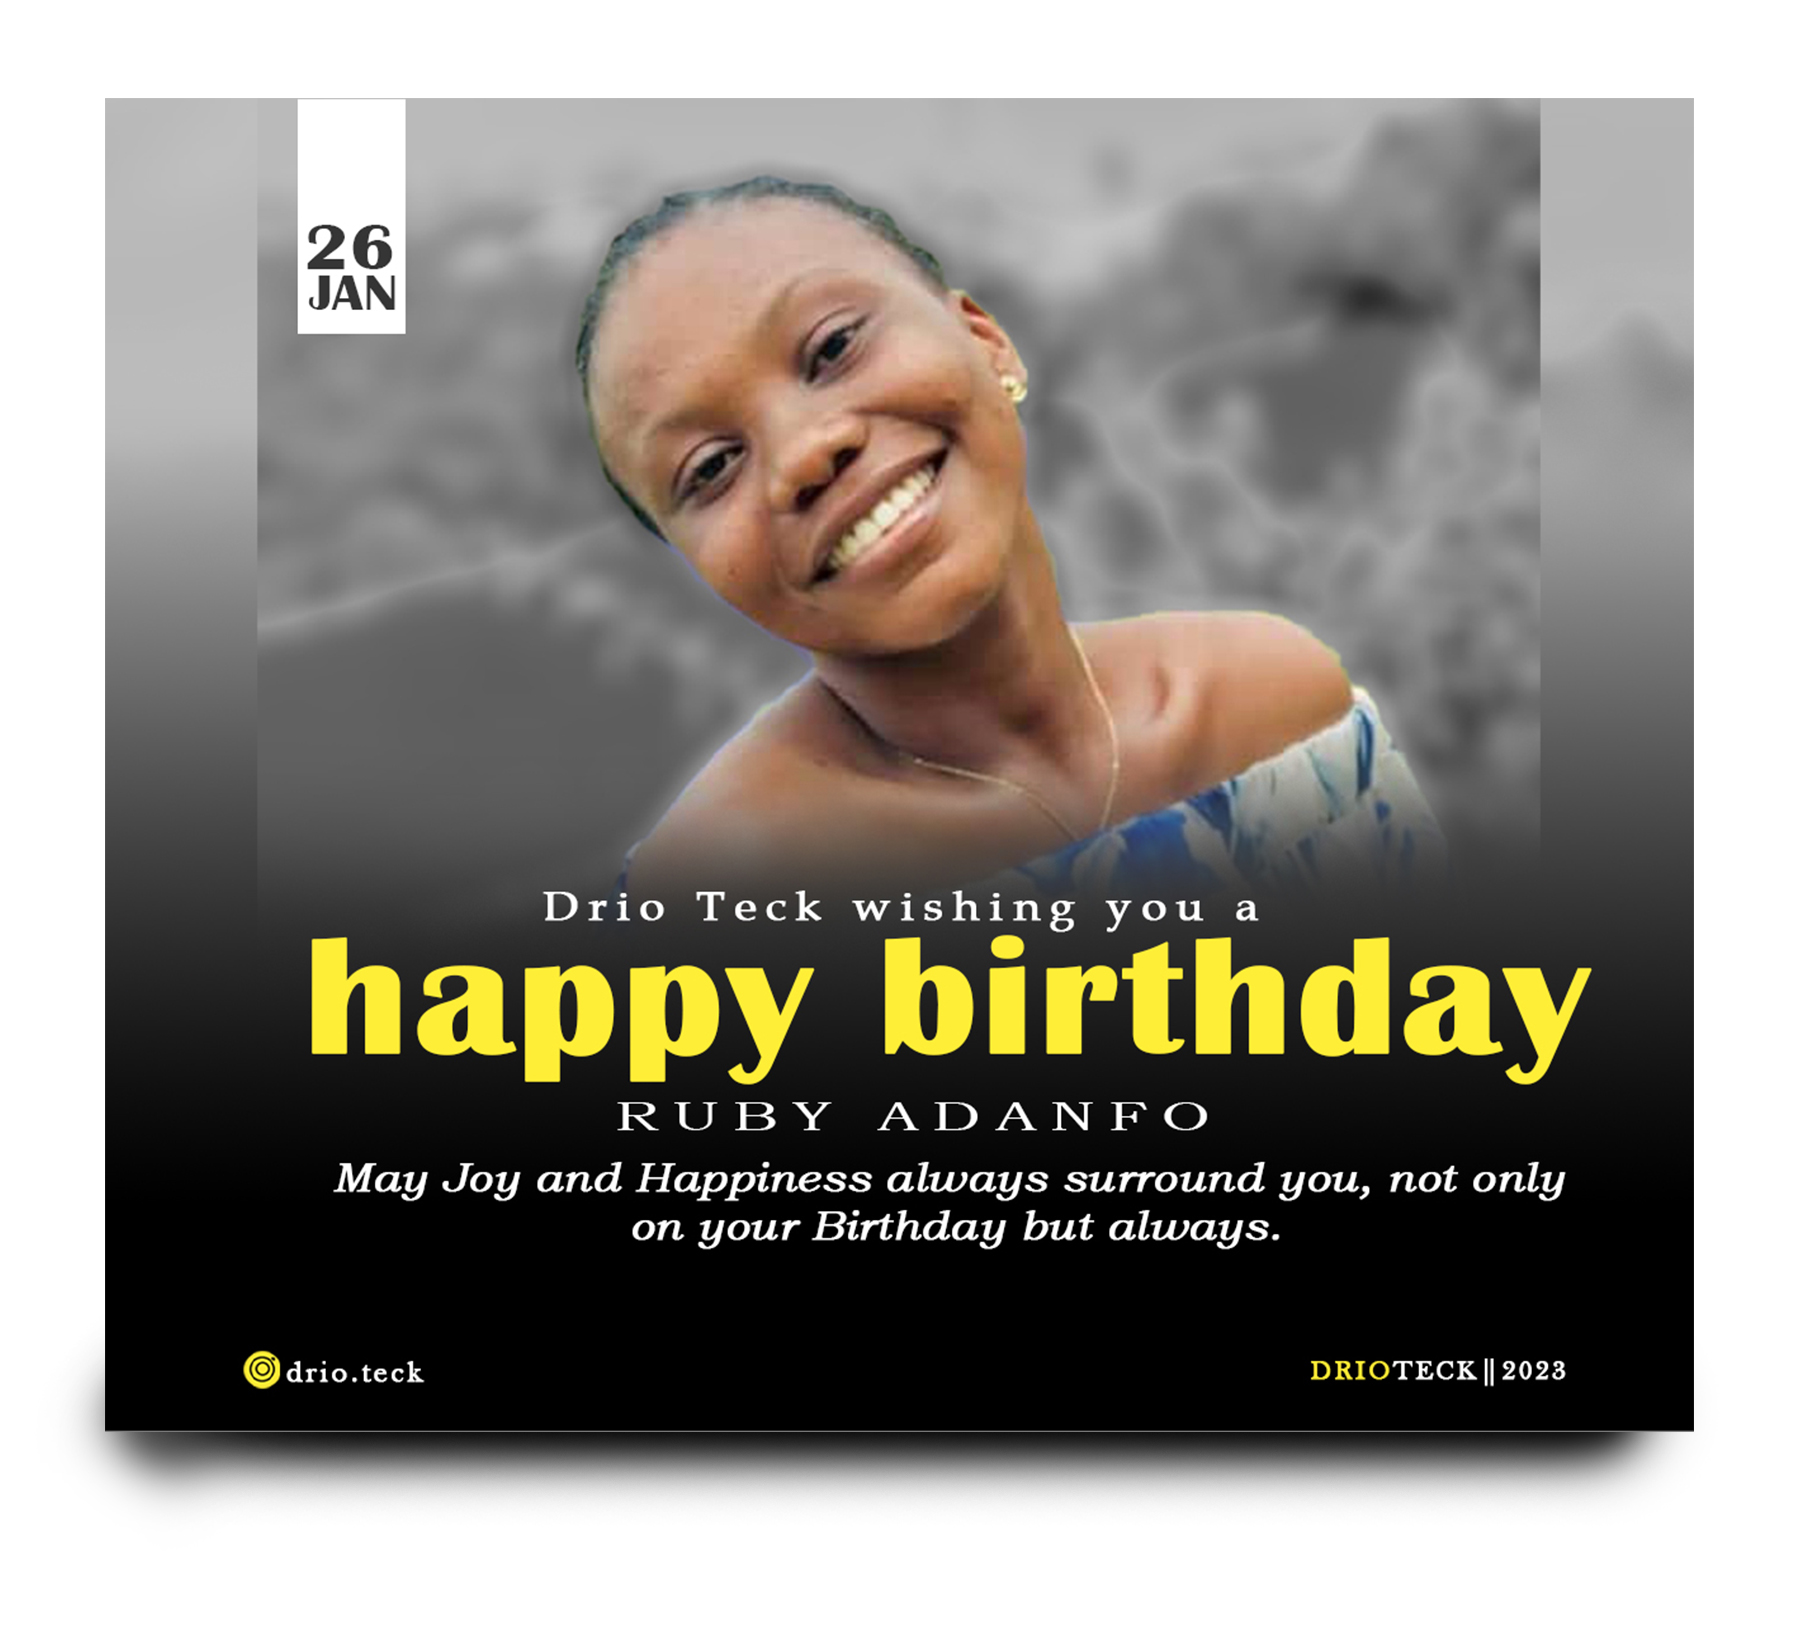 26
JAN
Drio Teck wishing you a
happy birthday
RUBY ADANFO
May Joy and Happiness always surround you, not only
on your Birthday but always.
drio.teck
DRIOTECK||2023